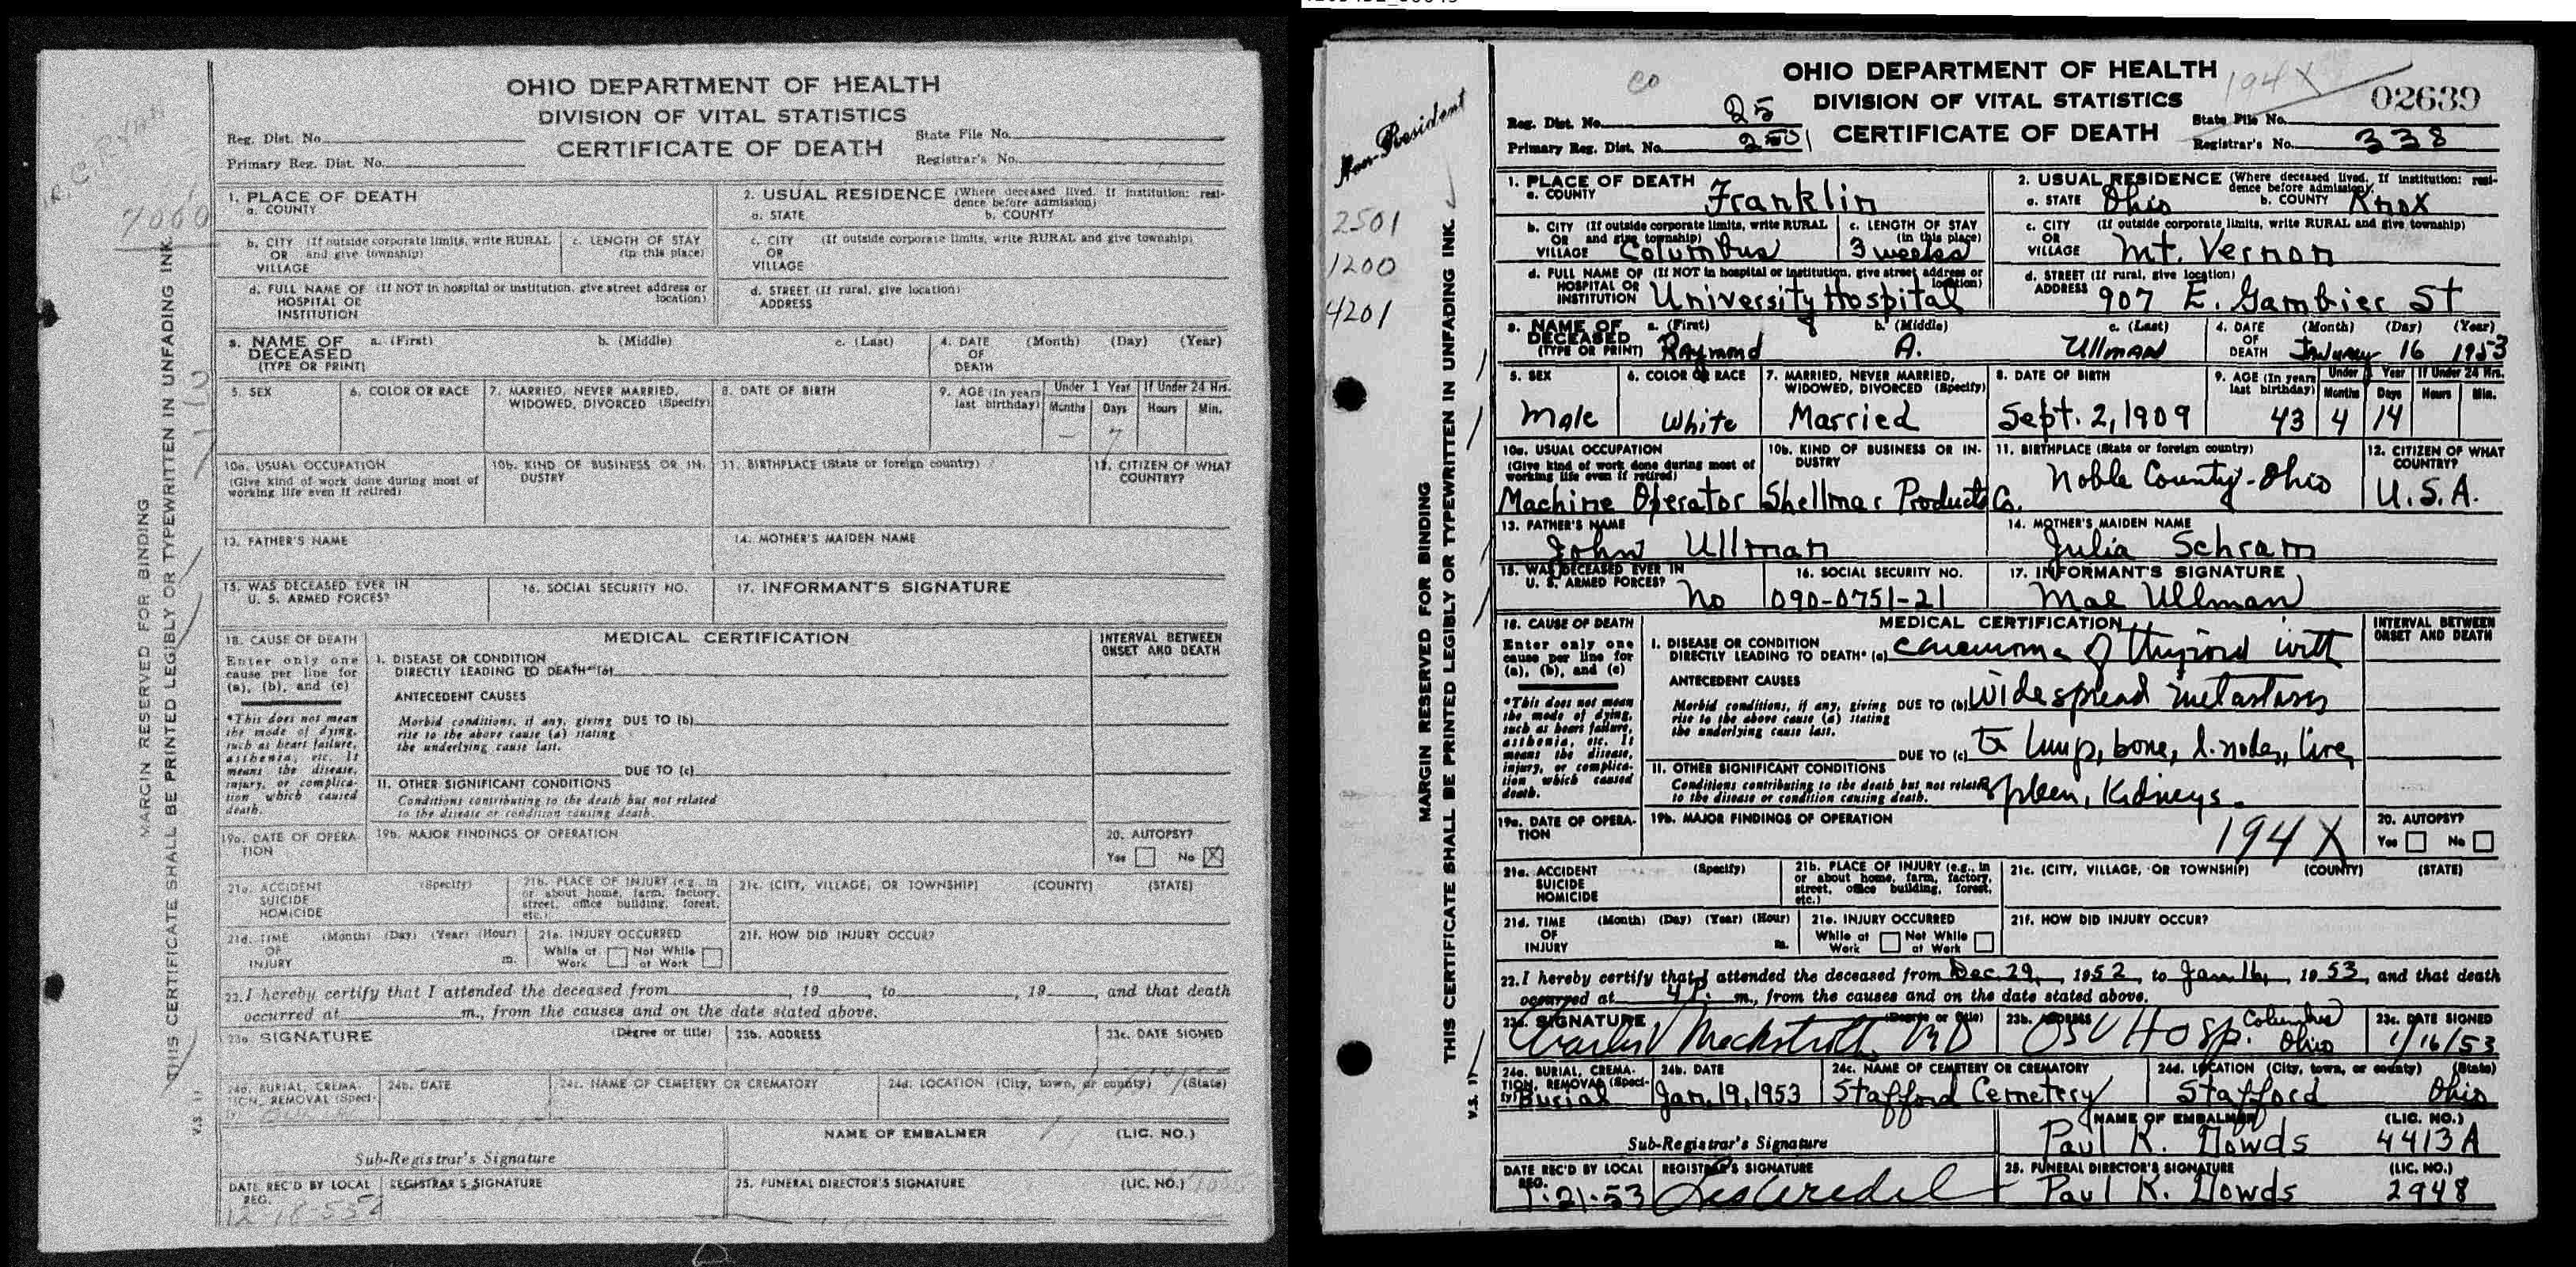 OHIO DEPARTMENT OF HEALTH
DIVISION OF VITAL STATISTICS
CERTIFICATE OF DEATH
Reg. Dist. No.
Primary Reg. Dist. No.
State File No.
Registrar's No.
7000
MARGIN RESERVED FOR BINDING
THIS CERTIFICATE SHALL BE PRINTED LEGIBLY OR TYPEWRITTEN IN UNFADING INK.
V.S. 11
1. PLACE OF DEATH
a. COUNTY
2. USUAL RESIDENCE (Where deceased lived. If institution: resi-
dence before admission)
a. STATE b. COUNTY
b. CITY (If outside corporate limits, write RURAL
OR and give township)
VILLAGE
c. LENGTH OF STAY
(in this place)
c. CITY (If outside corporate limits, write RURAL and give township)
OR
VILLAGE
d. FULL NAME OF (If NOT in hospital or institution, give street address or
HOSPITAL OR location)
INSTITUTION
d. STREET (If rural, give location)
ADDRESS
3. NAME OF a. (First) b. (Middle) c. (Last)
DECEASED
(TYPE OR PRINT)
4. DATE (Month) (Day) (Year)
OF
DEATH
5. SEX
6. COLOR OR RACE
7. MARRIED, NEVER MARRIED,
WIDOWED, DIVORCED (Specify)
8. DATE OF BIRTH
9. AGE (In years
last birthday)
Under 1 Year
If Under 24 Hrs.
Months Days Hours Min.
10a. USUAL OCCUPATION
(Give kind of work done during most of
working life even if retired)
10b. KIND OF BUSINESS OR IN-
DUSTRY
11. BIRTHPLACE (State or foreign country)
12. CITIZEN OF WHAT
COUNTRY?
13. FATHER'S NAME
14. MOTHER'S MAIDEN NAME
15. WAS DECEASED EVER IN
U. S. ARMED FORCES?
16. SOCIAL SECURITY NO.
17. INFORMANT'S SIGNATURE
18. CAUSE OF DEATH
Enter only one
cause per line for
(a), (b), and (c)
*This does not mean
the mode of dying,
such as heart failure,
asthenia, etc. It
means the disease,
injury, or complica-
tion which caused
death.
MEDICAL CERTIFICATION
INTERVAL BETWEEN
ONSET AND DEATH
I. DISEASE OR CONDITION
DIRECTLY LEADING TO DEATH* (a)
ANTECEDENT CAUSES
Morbid conditions, if any, giving DUE TO (b)
rise to the above cause (a) stating
the underlying cause last.
DUE TO (c)
II. OTHER SIGNIFICANT CONDITIONS
Conditions contributing to the death but not related
to the disease or condition causing death.
19a. DATE OF OPERA-
TION
19b. MAJOR FINDINGS OF OPERATION
20. AUTOPSY?
Yes No X
21a. ACCIDENT (Specify)
SUICIDE
HOMICIDE
21b. PLACE OF INJURY (e.g., in
or about home, farm, factory,
street, office building, forest,
etc.)
21c. (CITY, VILLAGE, OR TOWNSHIP) (COUNTY) (STATE)
21d. TIME (Month) (Day) (Year) (Hour)
OF
INJURY m.
21e. INJURY OCCURRED
While at Not While
Work at Work
21f. HOW DID INJURY OCCUR?
22. I hereby certify that I attended the deceased from , 19 , to , 19 , and that death
occurred at m., from the causes and on the date stated above.
23a. SIGNATURE (Degree or title)
23b. ADDRESS
23c. DATE SIGNED
24a. BURIAL, CREMA-
TION, REMOVAL (Speci-
fy)
24b. DATE
24c. NAME OF CEMETERY OR CREMATORY
24d. LOCATION (City, town, or county) (State)
Sub-Registrar's Signature
NAME OF EMBALMER (LIC. NO.)
DATE REC'D BY LOCAL
REG.
REGISTRAR'S SIGNATURE
25. FUNERAL DIRECTOR'S SIGNATURE (LIC. NO.)
OHIO DEPARTMENT OF HEALTH
DIVISION OF VITAL STATISTICS
CERTIFICATE OF DEATH
CO
194X
02639
Reg. Dist. No. 25
Primary Reg. Dist. No. 2501
State File No.
Registrar's No. 338
Non-Resident
2501
1200
4201
MARGIN RESERVED FOR BINDING
THIS CERTIFICATE SHALL BE PRINTED LEGIBLY OR TYPEWRITTEN IN UNFADING INK.
V.S. 11
1. PLACE OF DEATH
a. COUNTY Franklin
2. USUAL RESIDENCE (Where deceased lived. If institution: resi-
dence before admission)
a. STATE Ohio b. COUNTY Knox
b. CITY (If outside corporate limits, write RURAL
OR and give township)
VILLAGE Columbus
c. LENGTH OF STAY
(in this place)
3 weeks
c. CITY (If outside corporate limits, write RURAL and give township)
OR
VILLAGE Mt. Vernon
d. FULL NAME OF (If NOT in hospital or institution, give street address or
HOSPITAL OR location)
INSTITUTION University Hospital
d. STREET (If rural, give location)
ADDRESS 907 E. Gambier St
3. NAME OF a. (First) b. (Middle) c. (Last)
DECEASED
(TYPE OR PRINT) Raymond A. Ullman
4. DATE (Month) (Day) (Year)
OF
DEATH January 16 1953
5. SEX
Male
6. COLOR OR RACE
White
7. MARRIED, NEVER MARRIED,
WIDOWED, DIVORCED (Specify)
Married
8. DATE OF BIRTH
Sept. 2, 1909
9. AGE (In years
last birthday)
43
Under 1 Year
If Under 24 Hrs.
Months Days Hours Min.
4 14
10a. USUAL OCCUPATION
(Give kind of work done during most of
working life even if retired)
Machine Operator
10b. KIND OF BUSINESS OR IN-
DUSTRY
Shellmar Products Co.
11. BIRTHPLACE (State or foreign country)
Noble County-Ohio
12. CITIZEN OF WHAT
COUNTRY?
U.S.A.
13. FATHER'S NAME
John Ullman
14. MOTHER'S MAIDEN NAME
Julia Schram
15. WAS DECEASED EVER IN
U. S. ARMED FORCES?
No
16. SOCIAL SECURITY NO.
090-0751-21
17. INFORMANT'S SIGNATURE
Mae Ullman
18. CAUSE OF DEATH
Enter only one
cause per line for
(a), (b), and (c)
*This does not mean
the mode of dying,
such as heart failure,
asthenia, etc. It
means the disease,
injury, or complica-
tion which caused
death.
MEDICAL CERTIFICATION
INTERVAL BETWEEN
ONSET AND DEATH
I. DISEASE OR CONDITION
DIRECTLY LEADING TO DEATH* (a) Carcinoma of thyroid with
ANTECEDENT CAUSES
Morbid conditions, if any, giving DUE TO (b) widespread metastases
rise to the above cause (a) stating
the underlying cause last.
DUE TO (c) to lungs, bone, l. nodes, liver,
II. OTHER SIGNIFICANT CONDITIONS
Conditions contributing to the death but not related spleen, kidneys.
to the disease or condition causing death.
19a. DATE OF OPERA-
TION
19b. MAJOR FINDINGS OF OPERATION
194X
20. AUTOPSY?
Yes No
21a. ACCIDENT (Specify)
SUICIDE
HOMICIDE
21b. PLACE OF INJURY (e.g., in
or about home, farm, factory,
street, office building, forest,
etc.)
21c. (CITY, VILLAGE, OR TOWNSHIP) (COUNTY) (STATE)
21d. TIME (Month) (Day) (Year) (Hour)
OF
INJURY m.
21e. INJURY OCCURRED
While at Not While
Work at Work
21f. HOW DID INJURY OCCUR?
22. I hereby certify that I attended the deceased from Dec 29, 1952, to Jan 16, 1953, and that death
occurred at 4 P. m., from the causes and on the date stated above.
23a. SIGNATURE (Degree or title)
MD
23b. ADDRESS
OSU Hosp. Columbus
Ohio
23c. DATE SIGNED
1/16/53
24a. BURIAL, CREMA-
TION, REMOVAL (Speci-
fy) Burial
24b. DATE
Jan. 19, 1953
24c. NAME OF CEMETERY OR CREMATORY
Stafford Cemetery
24d. LOCATION (City, town, or county) (State)
Stafford Ohio
Sub-Registrar's Signature
NAME OF EMBALMER (LIC. NO.)
Paul K. Dowds 4413A
DATE REC'D BY LOCAL
REG.
1-21-53
REGISTRAR'S SIGNATURE
25. FUNERAL DIRECTOR'S SIGNATURE (LIC. NO.)
Paul K. Dowds 2948